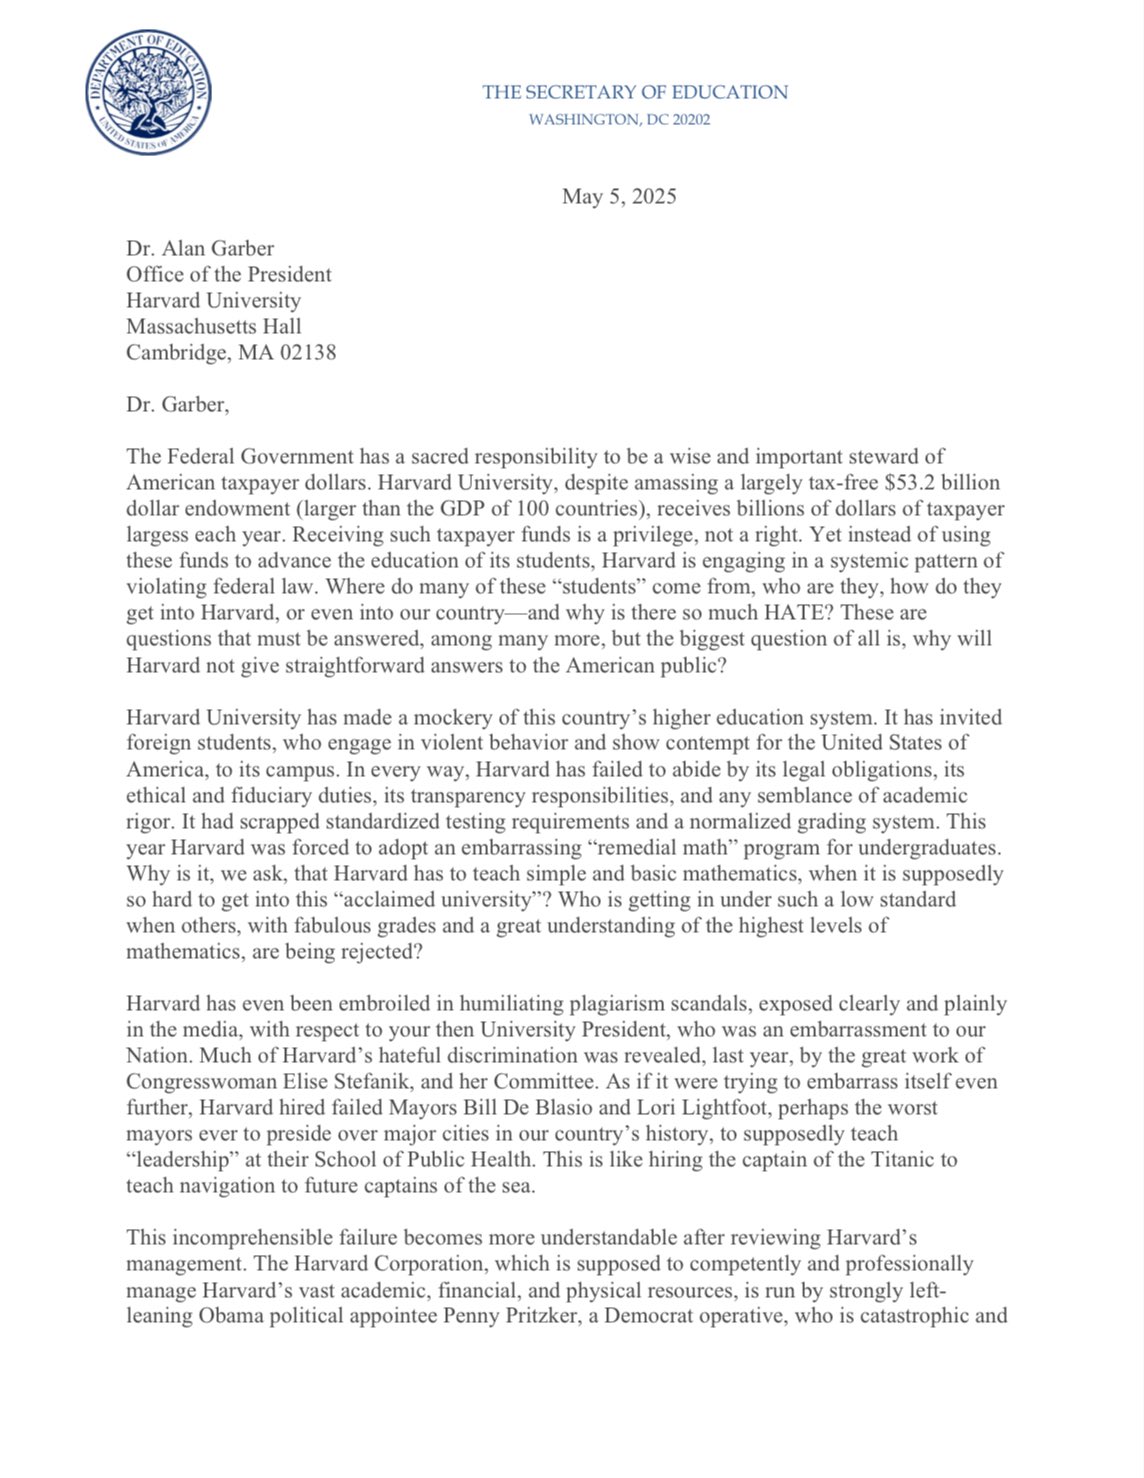 DEPARTMENT OF EDUCATION
UNITED STATES OF AMERICA
THE SECRETARY OF EDUCATION
WASHINGTON, DC 20202
May 5, 2025
Dr. Alan Garber
Office of the President
Harvard University
Massachusetts Hall
Cambridge, MA 02138
Dr. Garber,
The Federal Government has a sacred responsibility to be a wise and important steward of
American taxpayer dollars. Harvard University, despite amassing a largely tax-free $53.2 billion
dollar endowment (larger than the GDP of 100 countries), receives billions of dollars of taxpayer
largess each year. Receiving such taxpayer funds is a privilege, not a right. Yet instead of using
these funds to advance the education of its students, Harvard is engaging in a systemic pattern of
violating federal law. Where do many of these “students” come from, who are they, how do they
get into Harvard, or even into our country—and why is there so much HATE? These are
questions that must be answered, among many more, but the biggest question of all is, why will
Harvard not give straightforward answers to the American public?
Harvard University has made a mockery of this country’s higher education system. It has invited
foreign students, who engage in violent behavior and show contempt for the United States of
America, to its campus. In every way, Harvard has failed to abide by its legal obligations, its
ethical and fiduciary duties, its transparency responsibilities, and any semblance of academic
rigor. It had scrapped standardized testing requirements and a normalized grading system. This
year Harvard was forced to adopt an embarrassing “remedial math” program for undergraduates.
Why is it, we ask, that Harvard has to teach simple and basic mathematics, when it is supposedly
so hard to get into this “acclaimed university”? Who is getting in under such a low standard
when others, with fabulous grades and a great understanding of the highest levels of
mathematics, are being rejected?
Harvard has even been embroiled in humiliating plagiarism scandals, exposed clearly and plainly
in the media, with respect to your then University President, who was an embarrassment to our
Nation. Much of Harvard’s hateful discrimination was revealed, last year, by the great work of
Congresswoman Elise Stefanik, and her Committee. As if it were trying to embarrass itself even
further, Harvard hired failed Mayors Bill De Blasio and Lori Lightfoot, perhaps the worst
mayors ever to preside over major cities in our country’s history, to supposedly teach
“leadership” at their School of Public Health. This is like hiring the captain of the Titanic to
teach navigation to future captains of the sea.
This incomprehensible failure becomes more understandable after reviewing Harvard’s
management. The Harvard Corporation, which is supposed to competently and professionally
manage Harvard’s vast academic, financial, and physical resources, is run by strongly left-
leaning Obama political appointee Penny Pritzker, a Democrat operative, who is catastrophic and